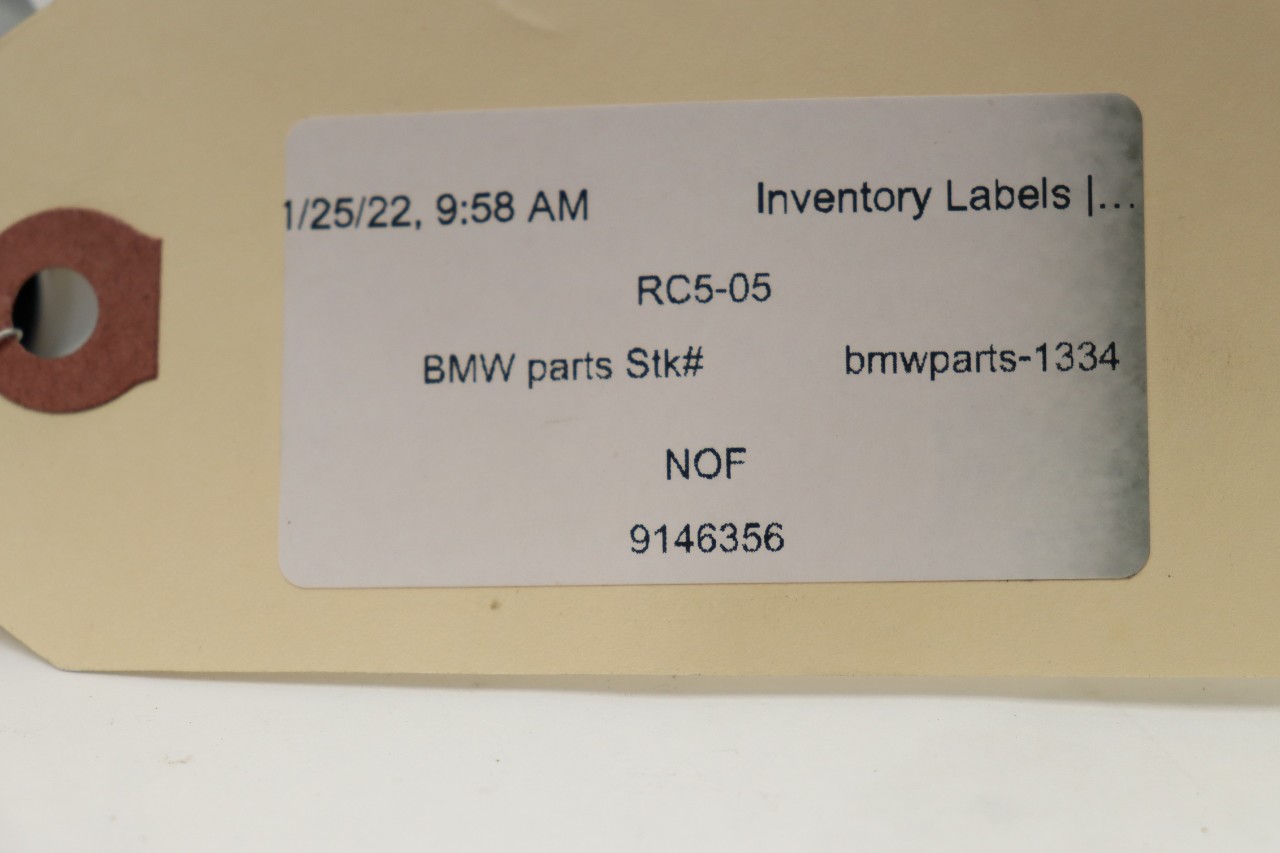 1/25/22, 9:58 AM Inventory Labels |...
RC5-05
BMW parts Stk# bmwparts-1334
NOF
9146356